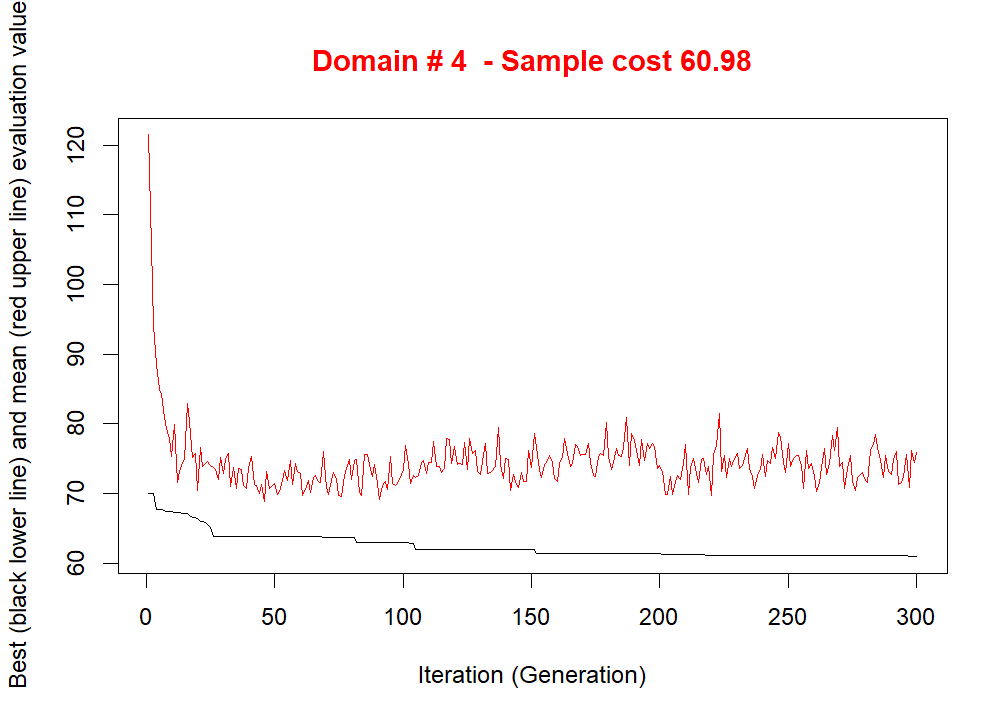 Domain # 4  - Sample cost 60.98
Best (black lower line) and mean (red upper line) evaluation value
120
110
100
90
80
70
60
0 50 100 150 200 250 300
Iteration (Generation)